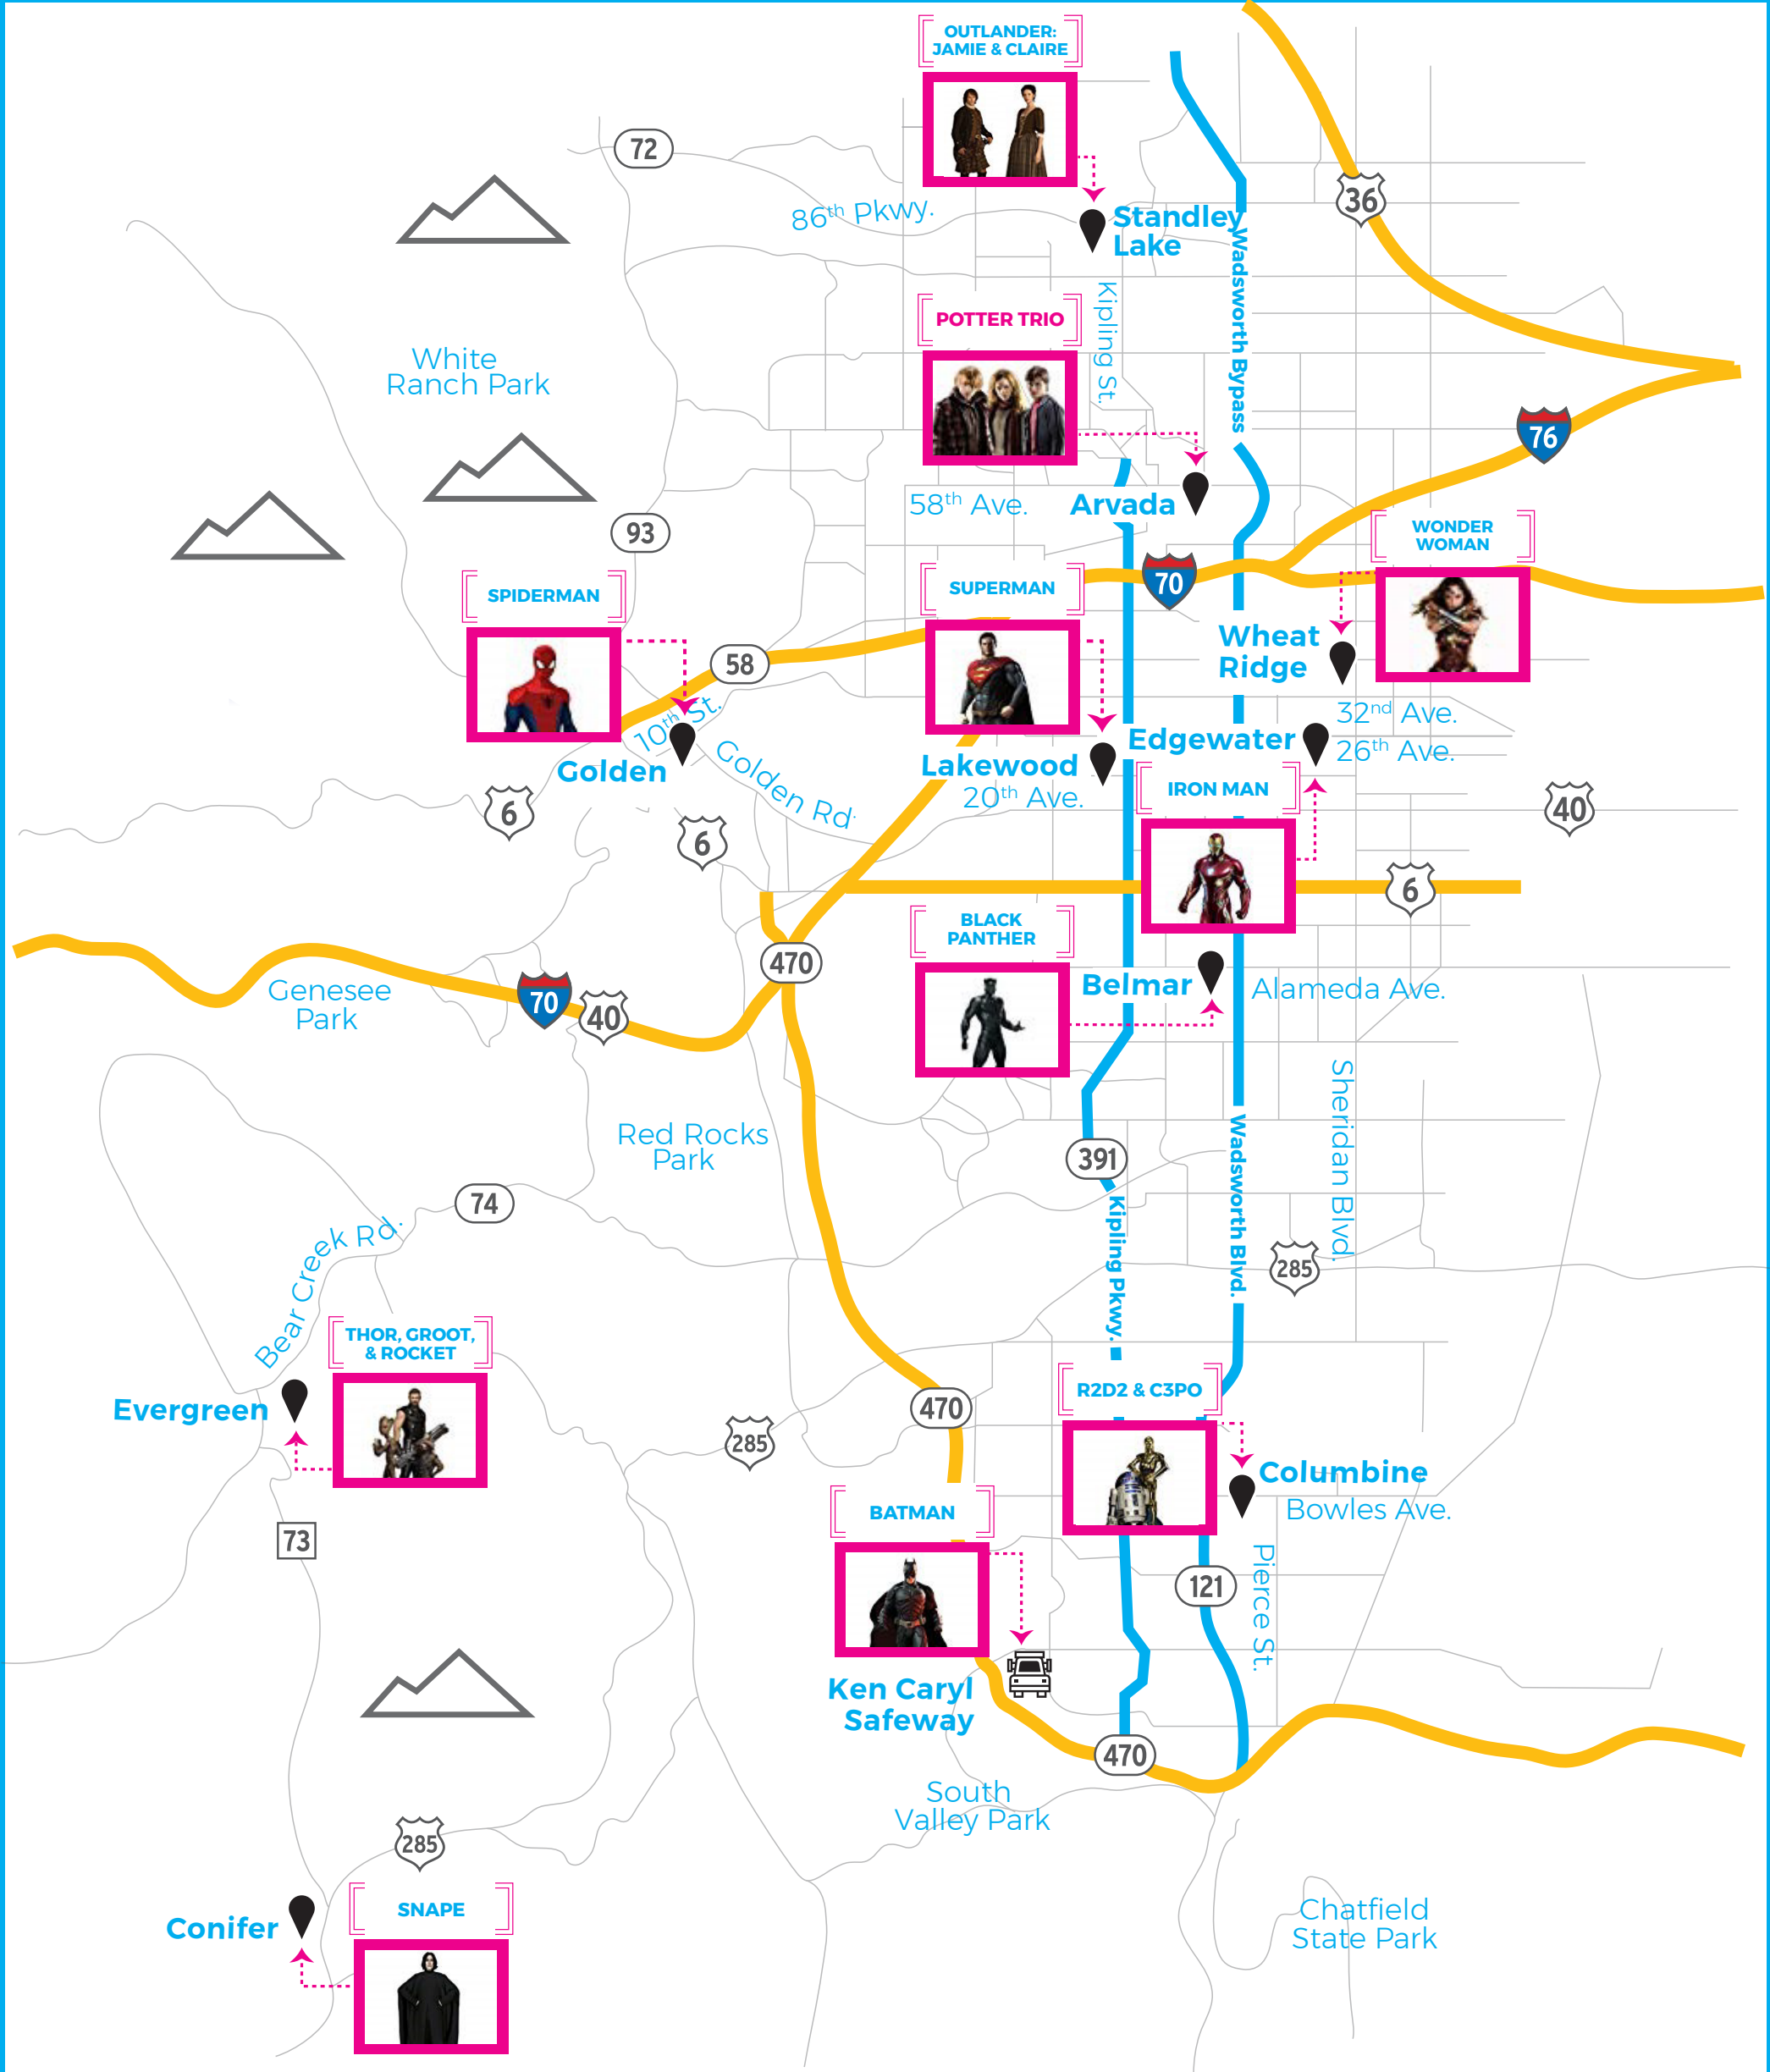 OUTLANDER:
JAMIE & CLAIRE
72
36
86th Pkwy.
Standley
Lake
Wadsworth Bypass
Kipling St.
POTTER TRIO
White
Ranch Park
76
58th Ave.
Arvada
93
WONDER
WOMAN
70
SPIDERMAN
SUPERMAN
58
Wheat
Ridge
10th St.
32nd Ave.
Golden
Golden Rd.
Lakewood
20th Ave.
Edgewater
26th Ave.
IRON MAN
6
6
40
6
BLACK
PANTHER
470
Belmar
Alameda Ave.
Genesee
Park
70
40
Sheridan Blvd.
Red Rocks
Park
391
Wadsworth Blvd.
Kipling Pkwy.
74
Bear Creek Rd.
285
THOR, GROOT,
& ROCKET
Evergreen
R2D2 & C3PO
470
285
Columbine
Bowles Ave.
BATMAN
73
121
Pierce St.
Ken Caryl
Safeway
470
South
Valley Park
285
Conifer
SNAPE
Chatfield
State Park